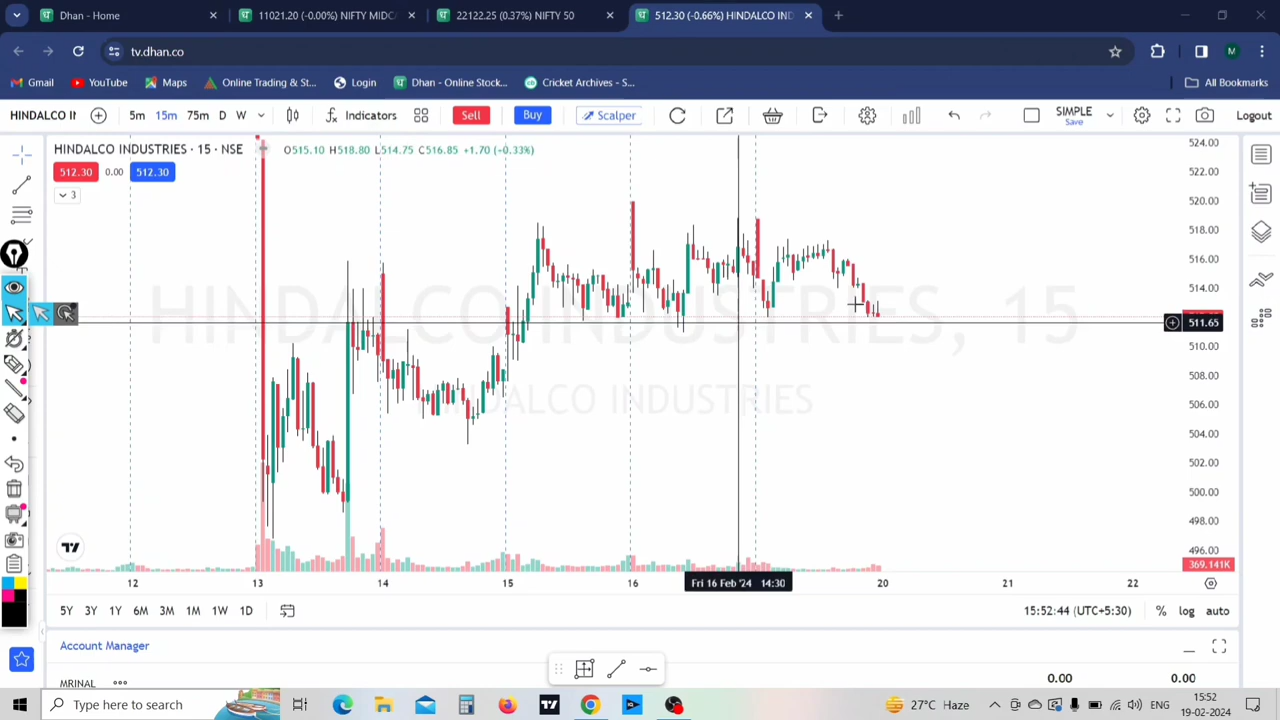 Dhan - Home
11021.20 (-0.00%) NIFTY MIDC
22122.25 (0.37%) NIFTY 50
512.30 (-0.66%) HINDALCO IND
tv.dhan.co
M
Gmail
YouTube
Maps
Online Trading & St...
Login
Dhan - Online Stock...
Cricket Archives - S...
All Bookmarks
HINDALCO I
5m
15m
75m
D
W
Indicators
Sell
Buy
Scalper
SIMPLE
Save
Logout
HINDALCO INDUSTRIES · 15 · NSE
O515.10 H518.80 L514.75 C516.85 +1.70 (-0.33%)
512.30
0.00
512.30
3
HINDALCO INDUSTRIES, 15
HINDALCO INDUSTRIES
524.00
522.00
520.00
518.00
516.00
514.00
511.65
510.00
508.00
506.00
504.00
502.00
500.00
498.00
496.00
369.141K
12
13
14
15
16
Fri 16 Feb '24 14:30
20
21
22
5Y
3Y
1Y
6M
3M
1M
1W
1D
15:52:44 (UTC+5:30)
%
log
auto
Account Manager
MRINAL
0.00
0.00
Type here to search
27°C Haze
ENG
15:52
19-02-2024